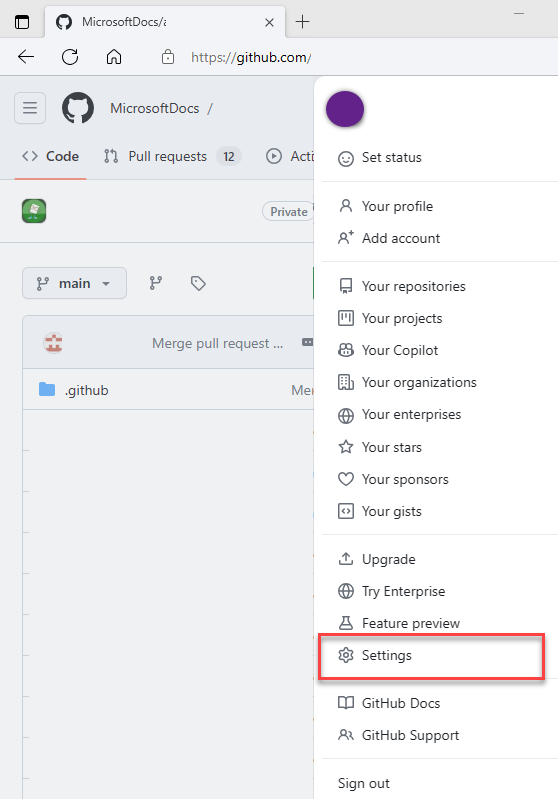 MicrosoftDocs/
https://github.com/
MicrosoftDocs /
Code
Pull requests 12
Private
main
Merge pull request ...
.github
Set status
Your profile
Add account
Your repositories
Your projects
Your Copilot
Your organizations
Your enterprises
Your stars
Your sponsors
Your gists
Upgrade
Try Enterprise
Feature preview
Settings
GitHub Docs
GitHub Support
Sign out